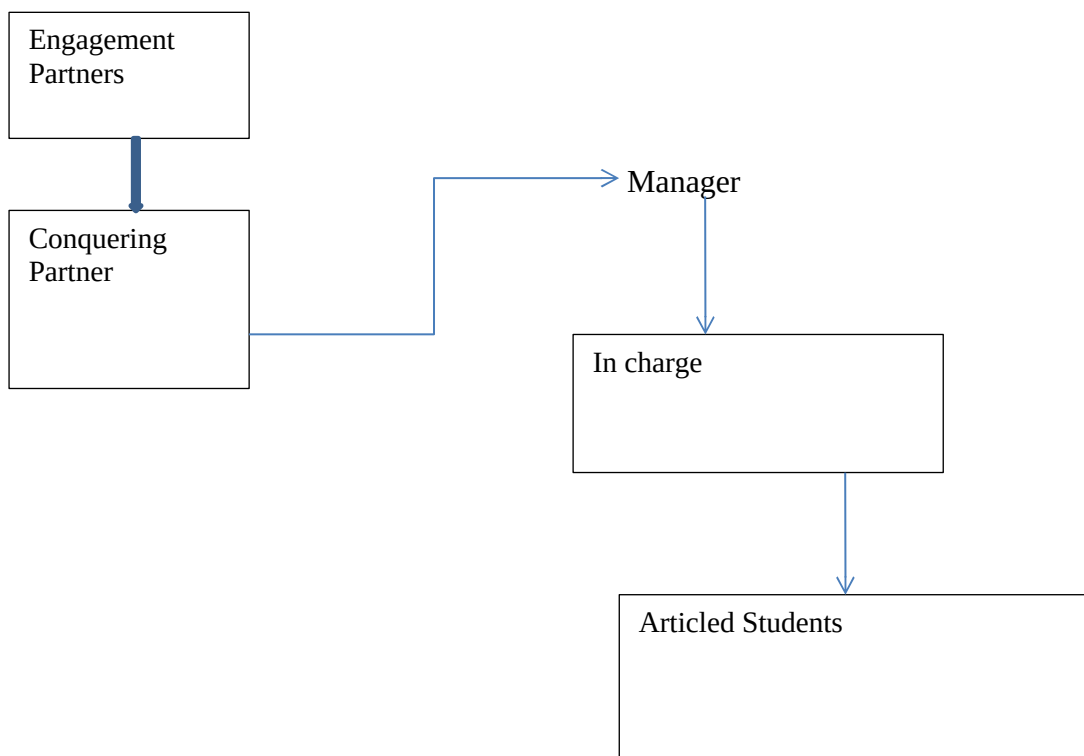 Engagement
Partners
Conquering
Partner
Manager
In charge
Articled Students